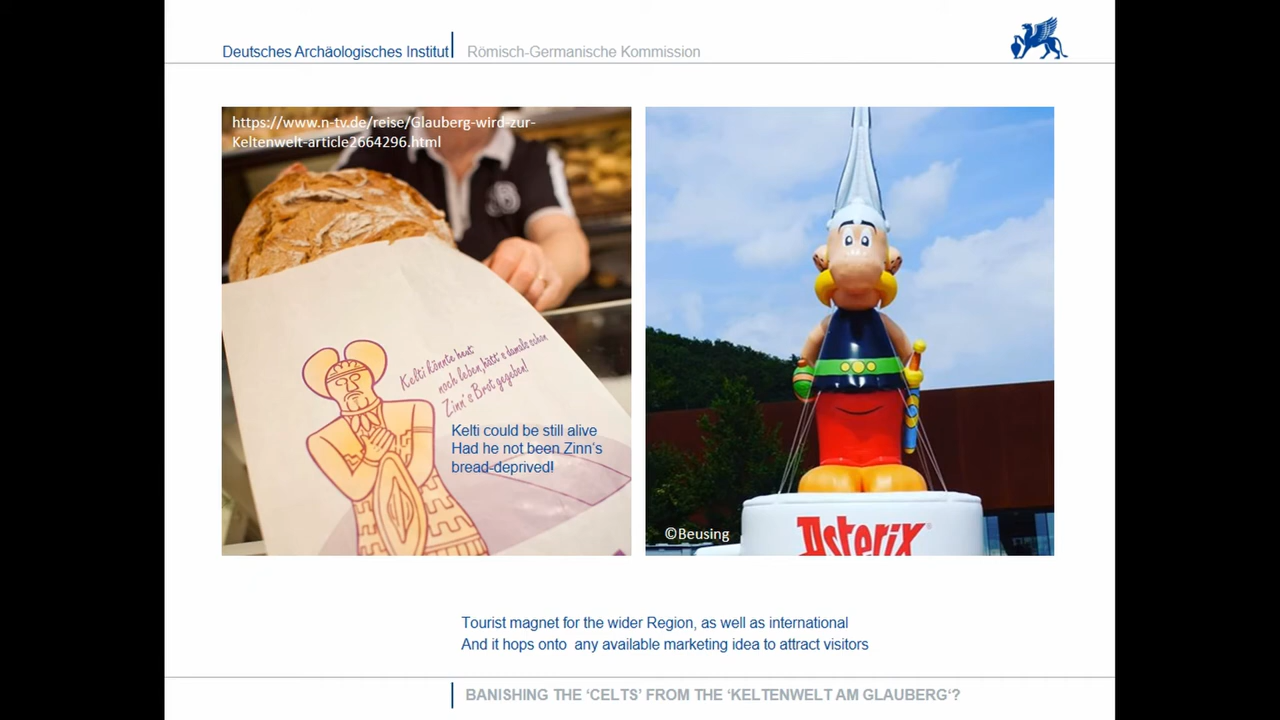 Deutsches Archäologisches Institut
Römisch-Germanische Kommission
https://www.n-tv.de/reise/Glauberg-wird-zur-
Keltenwelt-article2664296.html
Kelti könnte heut
noch leben, hätt's damals schon
Zinn's Brot gegeben!
Kelti could be still alive
Had he not been Zinn's
bread-deprived!
©Beusing
Asterix®
Tourist magnet for the wider Region, as well as international
And it hops onto any available marketing idea to attract visitors
BANISHING THE ‘CELTS’ FROM THE ‘KELTENWELT AM GLAUBERG‘?